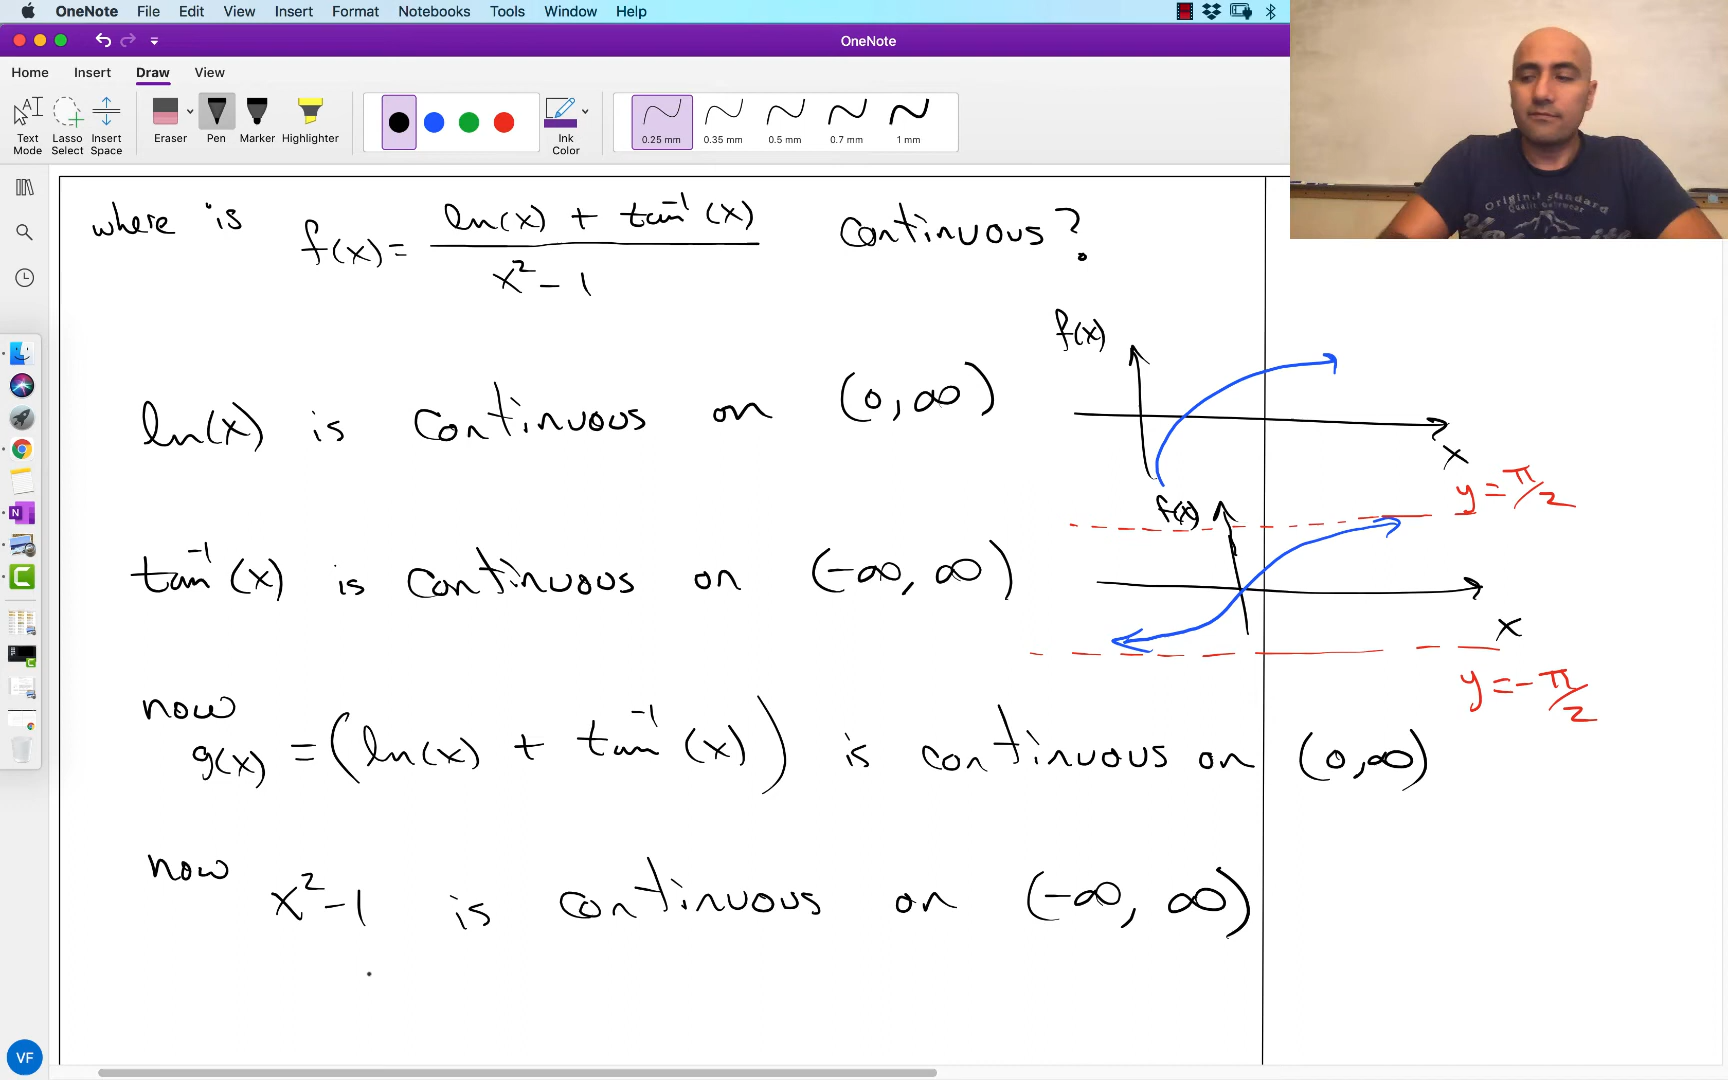 OneNote File Edit View Insert Format Notebooks Tools Window Help
OneNote
Home Insert Draw View
Text Mode Lasso Select Insert Space Eraser Pen Marker Highlighter 0.25 mm 0.35 mm 0.5 mm 0.7 mm 1 mm Ink Color
Original Standard
where is f(x) = (ln(x) + tan⁻¹(x)) / (x² - 1) continuous?
f(x)
ln(x) is continuous on (0, ∞)
x
y = π/2
f(x)
tan⁻¹(x) is continuous on (-∞, ∞)
x
y = -π/2
now
g(x) = (ln(x) + tan⁻¹(x)) is continuous on (0, ∞)
now
x² - 1 is continuous on (-∞, ∞)
VF